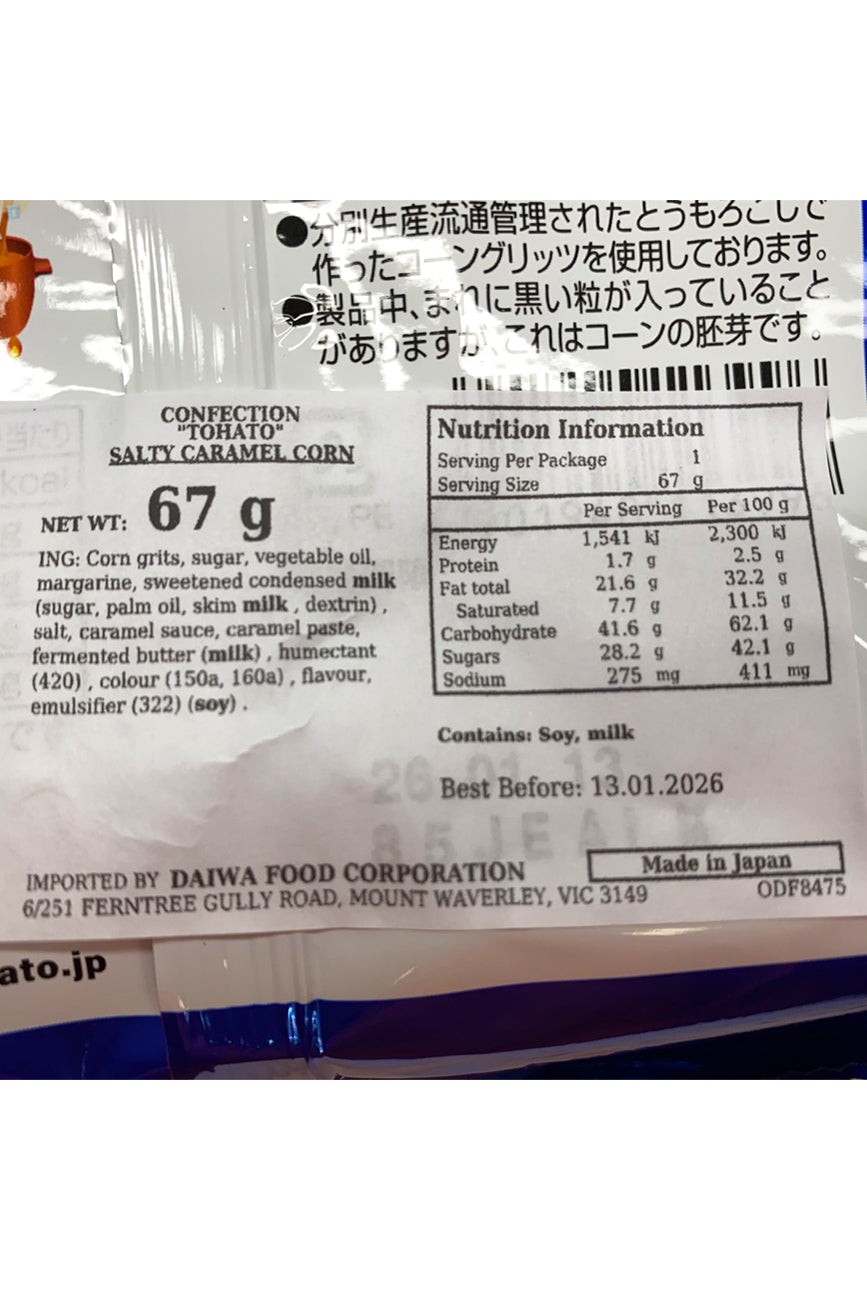 ●分別生産流通管理されたとうもろこしで
作ったコーングリッツを使用しております。
●製品中、まれに黒い粒が入っていること
がありますが、これはコーンの胚芽です。
CONFECTION
"TOHATO"
SALTY CARAMEL CORN
NET WT: 67 g
ING: Corn grits, sugar, vegetable oil,
margarine, sweetened condensed milk
(sugar, palm oil, skim milk , dextrin) ,
salt, caramel sauce, caramel paste,
fermented butter (milk) , humectant
(420) , colour (150a, 160a) , flavour,
emulsifier (322) (soy) .
Nutrition Information
Serving Per Package 1
Serving Size 67 g
Per Serving Per 100 g
Energy 1,541 kJ 2,300 kJ
Protein 1.7 g 2.5 g
Fat total 21.6 g 32.2 g
Saturated 7.7 g 11.5 g
Carbohydrate 41.6 g 62.1 g
Sugars 28.2 g 42.1 g
Sodium 275 mg 411 mg
Contains: Soy, milk
Best Before: 13.01.2026
IMPORTED BY DAIWA FOOD CORPORATION
6/251 FERNTREE GULLY ROAD, MOUNT WAVERLEY, VIC 3149
Made in Japan
ODF8475
ato.jp